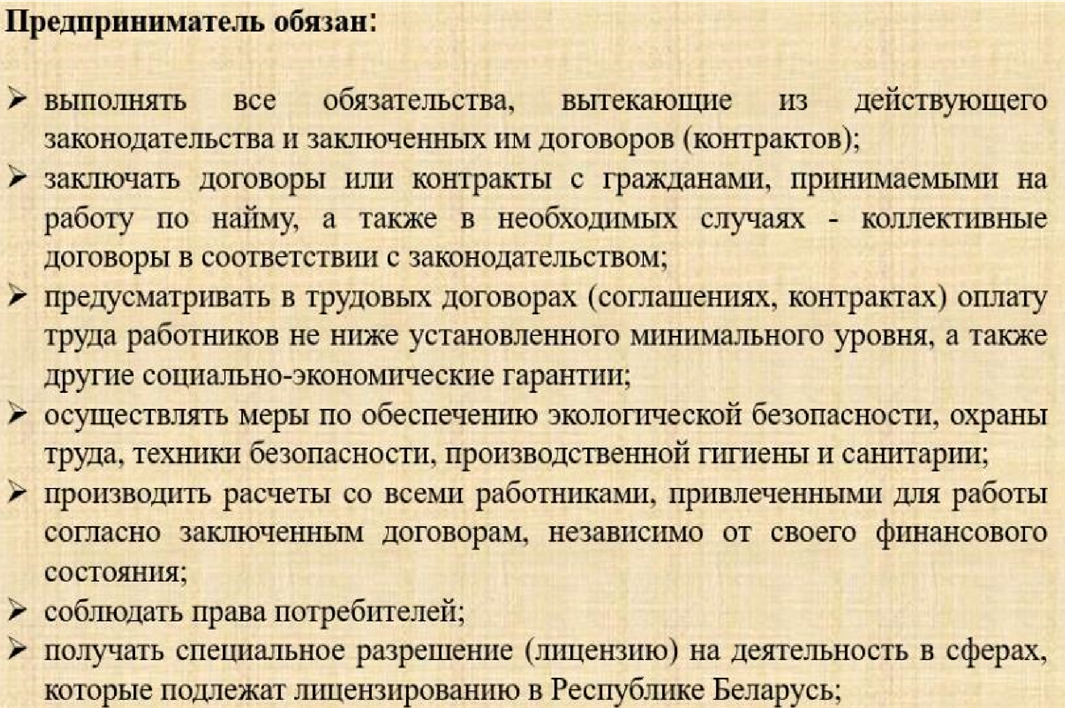 Предприниматель обязан:
➢ выполнять все обязательства, вытекающие из действующего
законодательства и заключенных им договоров (контрактов);
➢ заключать договоры или контракты с гражданами, принимаемыми на
работу по найму, а также в необходимых случаях - коллективные
договоры в соответствии с законодательством;
➢ предусматривать в трудовых договорах (соглашениях, контрактах) оплату
труда работников не ниже установленного минимального уровня, а также
другие социально-экономические гарантии;
➢ осуществлять меры по обеспечению экологической безопасности, охраны
труда, техники безопасности, производственной гигиены и санитарии;
➢ производить расчеты со всеми работниками, привлеченными для работы
согласно заключенным договорам, независимо от своего финансового
состояния;
➢ соблюдать права потребителей;
➢ получать специальное разрешение (лицензию) на деятельность в сферах,
которые подлежат лицензированию в Республике Беларусь;